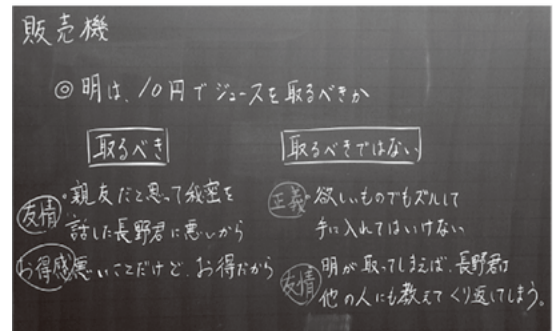 販売機
◎明は、10円でジュースを取るべきか
取るべき
友情
・親友だと思って秘密を
話した長野君に悪いから
お得感
悪いことだけど、お得だから
取るべきではない
正義
・欲しいものでもズルして
手に入れてはいけない
友情
明が取ってしまえば、長野君は
他の人にも教えてくり返してしまう。